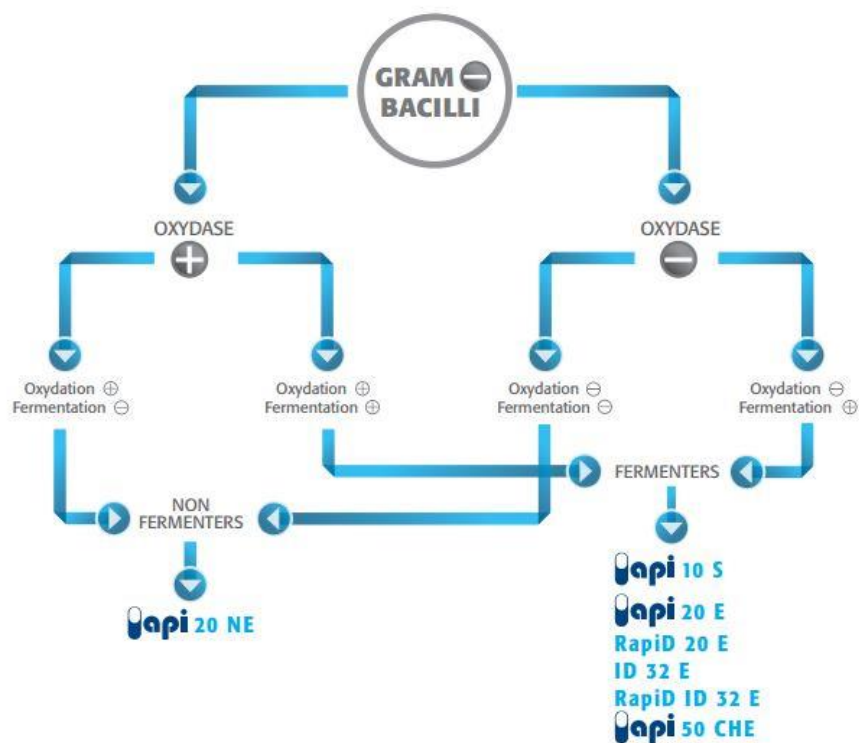 GRAM ⊖
BACILLI
OXYDASE
+
OXYDASE
−
Oxydation ⊕
Fermentation ⊖
Oxydation ⊕
Fermentation ⊕
Oxydation ⊖
Fermentation ⊖
Oxydation ⊖
Fermentation ⊕
NON
FERMENTERS
FERMENTERS
api 20 NE
api 10 S
api 20 E
RapiD 20 E
ID 32 E
RapiD ID 32 E
api 50 CHE